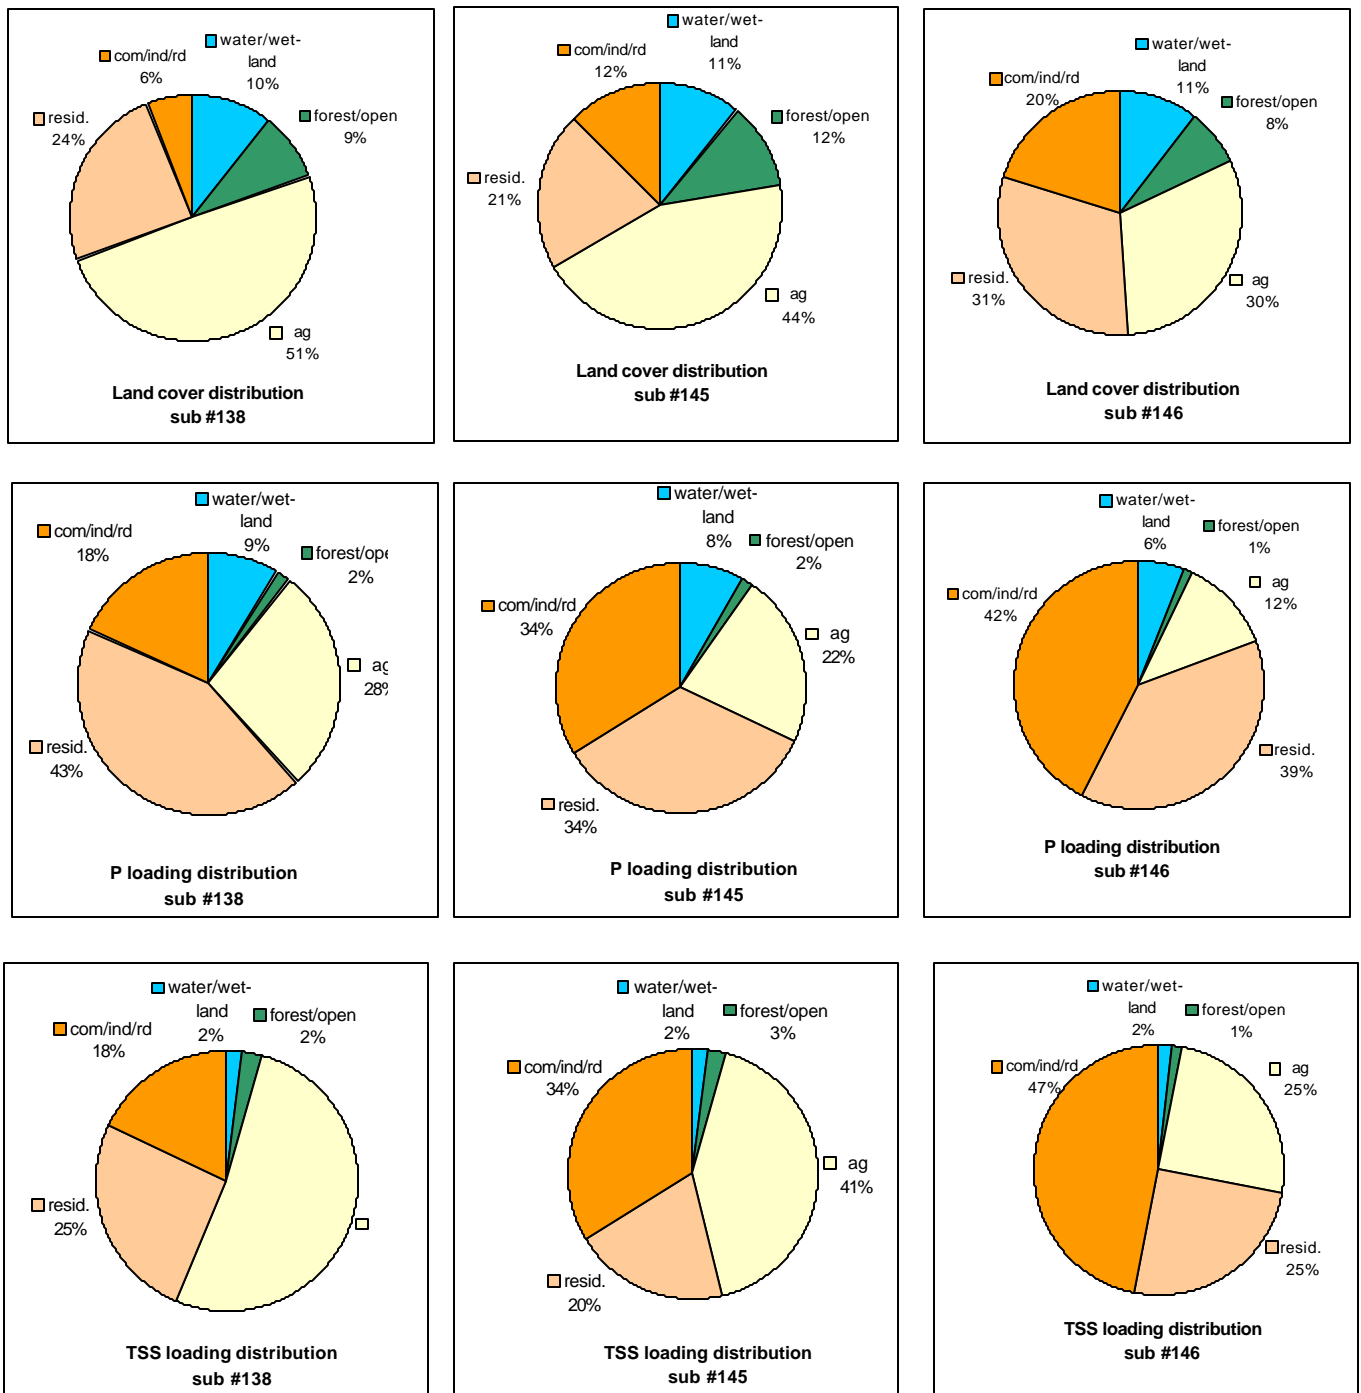 water/wet-
land
10%
com/ind/rd
6%
forest/open
9%
resid.
24%
ag
51%
Land cover distribution
sub #138
water/wet-
land
11%
com/ind/rd
12%
forest/open
12%
resid.
21%
ag
44%
Land cover distribution
sub #145
water/wet-
land
11%
com/ind/rd
20%
forest/open
8%
resid.
31%
ag
30%
Land cover distribution
sub #146
water/wet-
land
9%
com/ind/rd
18%
forest/ope
2%
ag
28%
resid.
43%
P loading distribution
sub #138
water/wet-
land
8%
forest/open
2%
com/ind/rd
34%
ag
22%
resid.
34%
P loading distribution
sub #145
water/wet-
land
6%
forest/open
1%
ag
12%
com/ind/rd
42%
resid.
39%
P loading distribution
sub #146
water/wet-
land
2%
forest/open
2%
com/ind/rd
18%
resid.
25%
TSS loading distribution
sub #138
water/wet-
land
2%
forest/open
3%
com/ind/rd
34%
ag
41%
resid.
20%
TSS loading distribution
sub #145
water/wet-
land
2%
forest/open
1%
com/ind/rd
47%
ag
25%
resid.
25%
TSS loading distribution
sub #146